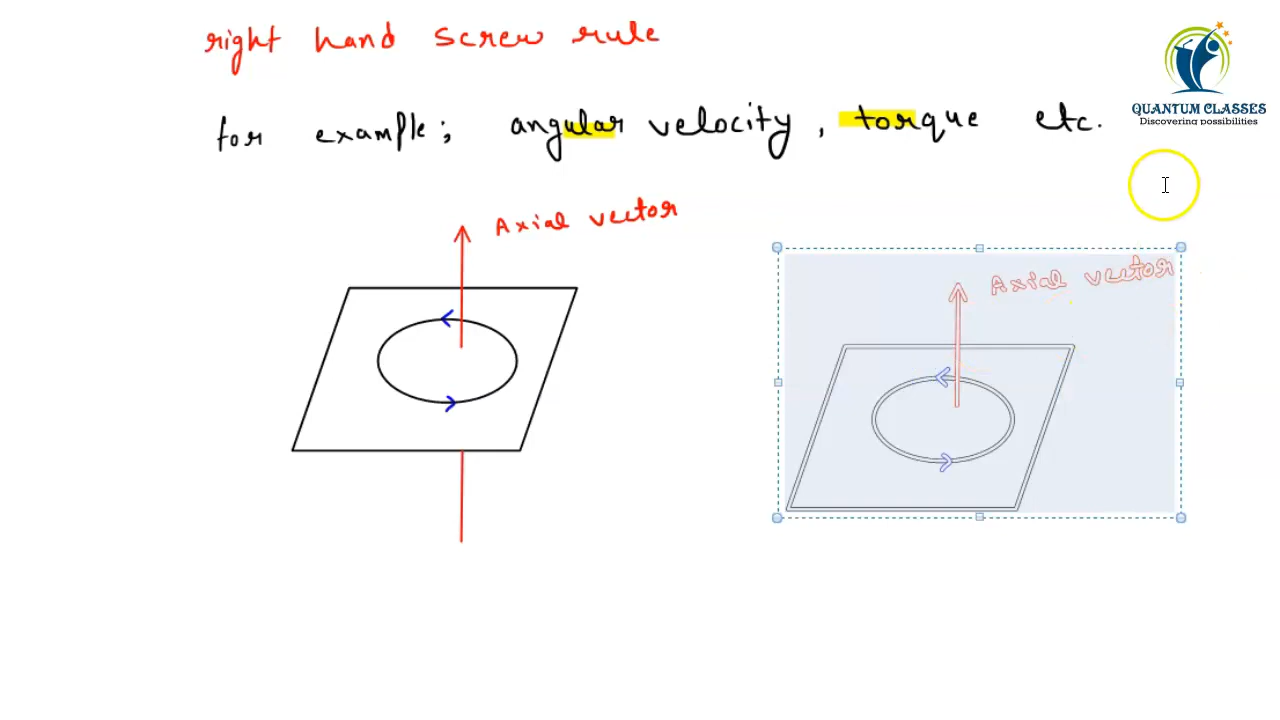 right hand screw rule
for example; angular velocity, torque etc.
QUANTUM CLASSES
Discovering possibilities
Axial vector
Axial vector